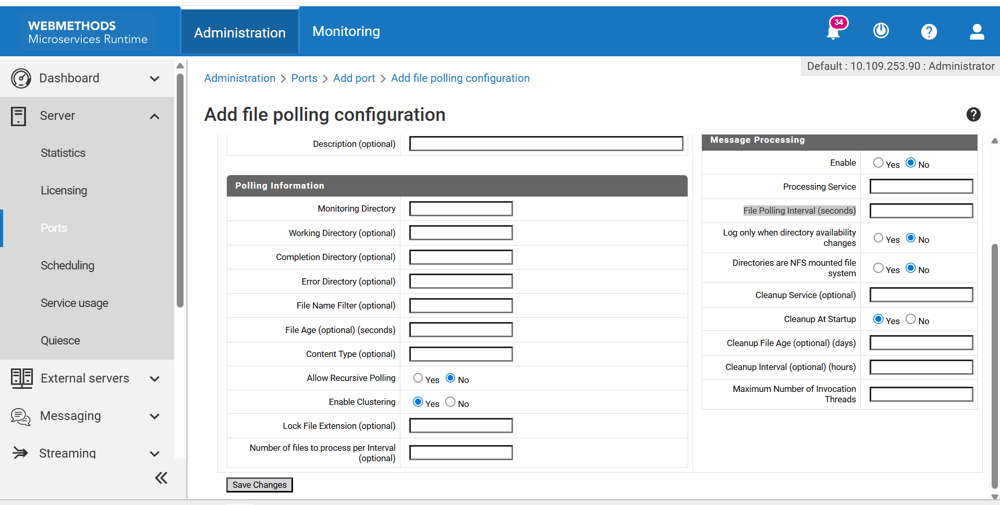 WEBMETHODS
Microservices Runtime
Administration
Monitoring
34
?
Default : 10.109.253.90 : Administrator
Dashboard
Server
Statistics
Licensing
Ports
Scheduling
Service usage
Quiesce
External servers
Messaging
Streaming
Administration > Ports > Add port > Add file polling configuration
Add file polling configuration
?
Description (optional)
Polling Information
Monitoring Directory
Working Directory (optional)
Completion Directory (optional)
Error Directory (optional)
File Name Filter (optional)
File Age (optional) (seconds)
Content Type (optional)
Allow Recursive Polling Yes No
Enable Clustering Yes No
Lock File Extension (optional)
Number of files to process per Interval
(optional)
Save Changes
Message Processing
Enable Yes No
Processing Service
File Polling Interval (seconds)
Log only when directory availability
changes Yes No
Directories are NFS mounted file
system Yes No
Cleanup Service (optional)
Cleanup At Startup Yes No
Cleanup File Age (optional) (days)
Cleanup Interval (optional) (hours)
Maximum Number of Invocation
Threads